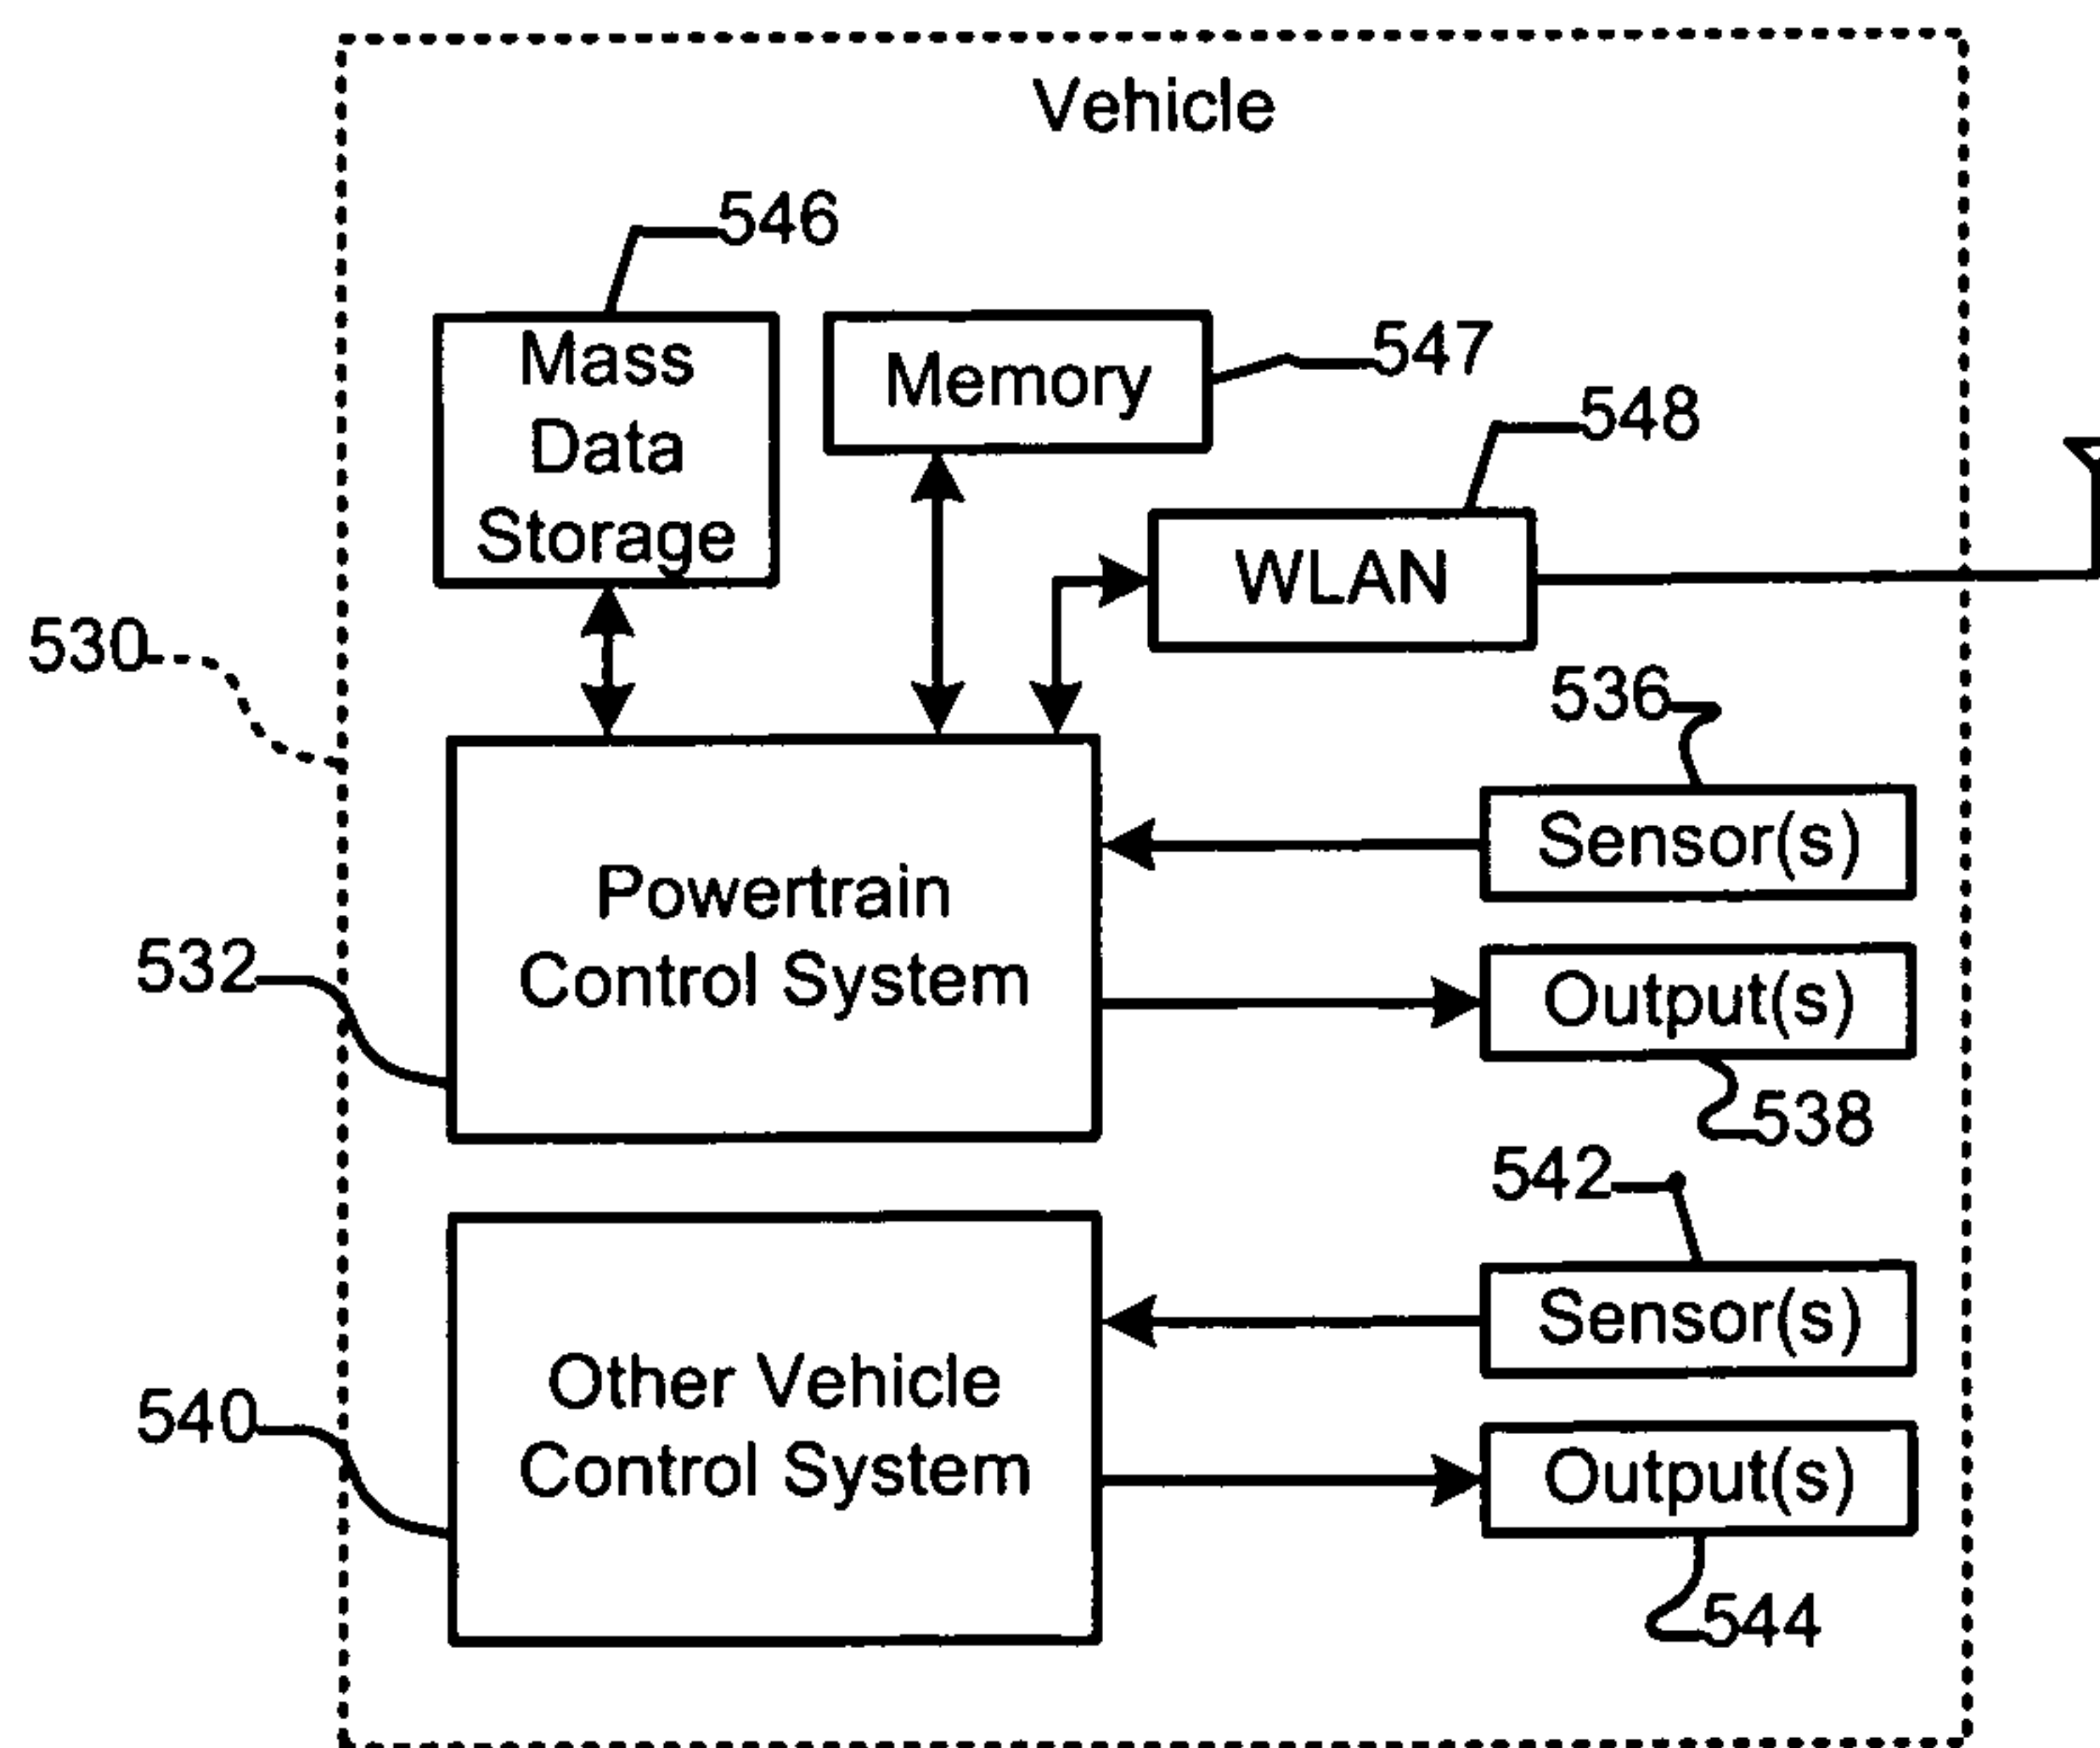 Vehicle
546
Mass
Data
Storage
Memory
547
548
WLAN
530
536
Sensor(s)
Powertrain
Control System
532
Output(s)
538
542
Sensor(s)
Other Vehicle
Control System
540
Output(s)
544